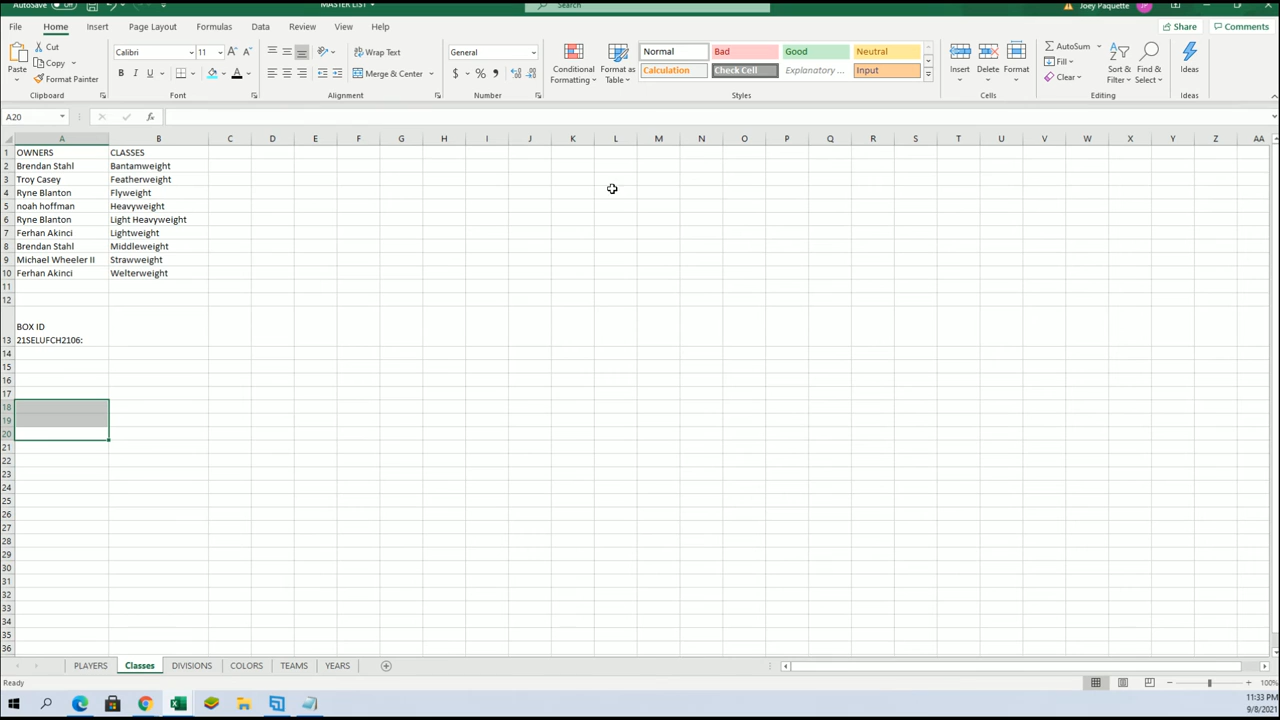 AutoSave Off MASTER LIST Search Joey Paquette JP
File Home Insert Page Layout Formulas Data Review View Help Share Comments
Paste Cut Copy Format Painter Clipboard
Calibri 11 B I U A Font
Wrap Text Merge & Center Alignment
General $ % Number
Conditional Formatting Format as Table
Normal Bad Good Neutral
Calculation Check Cell Explanatory ... Input
Styles
Insert Delete Format Cells
AutoSum Fill Clear Sort & Filter Find & Select Editing
Ideas Ideas
A20 fx
A B C D E F G H I J K L M N O P Q R S T U V W X Y Z AA
1 OWNERS CLASSES
2 Brendan Stahl Bantamweight
3 Troy Casey Featherweight
4 Ryne Blanton Flyweight
5 noah hoffman Heavyweight
6 Ryne Blanton Light Heavyweight
7 Ferhan Akinci Lightweight
8 Brendan Stahl Middleweight
9 Michael Wheeler II Strawweight
10 Ferhan Akinci Welterweight
11
12
BOX ID
13 21SELUFCH2106:
14
15
16
17
18
19
20
21
22
23
24
25
26
27
28
29
30
31
32
33
34
35
36
PLAYERS Classes DIVISIONS COLORS TEAMS YEARS
Ready 100%
11:33 PM
9/8/2021